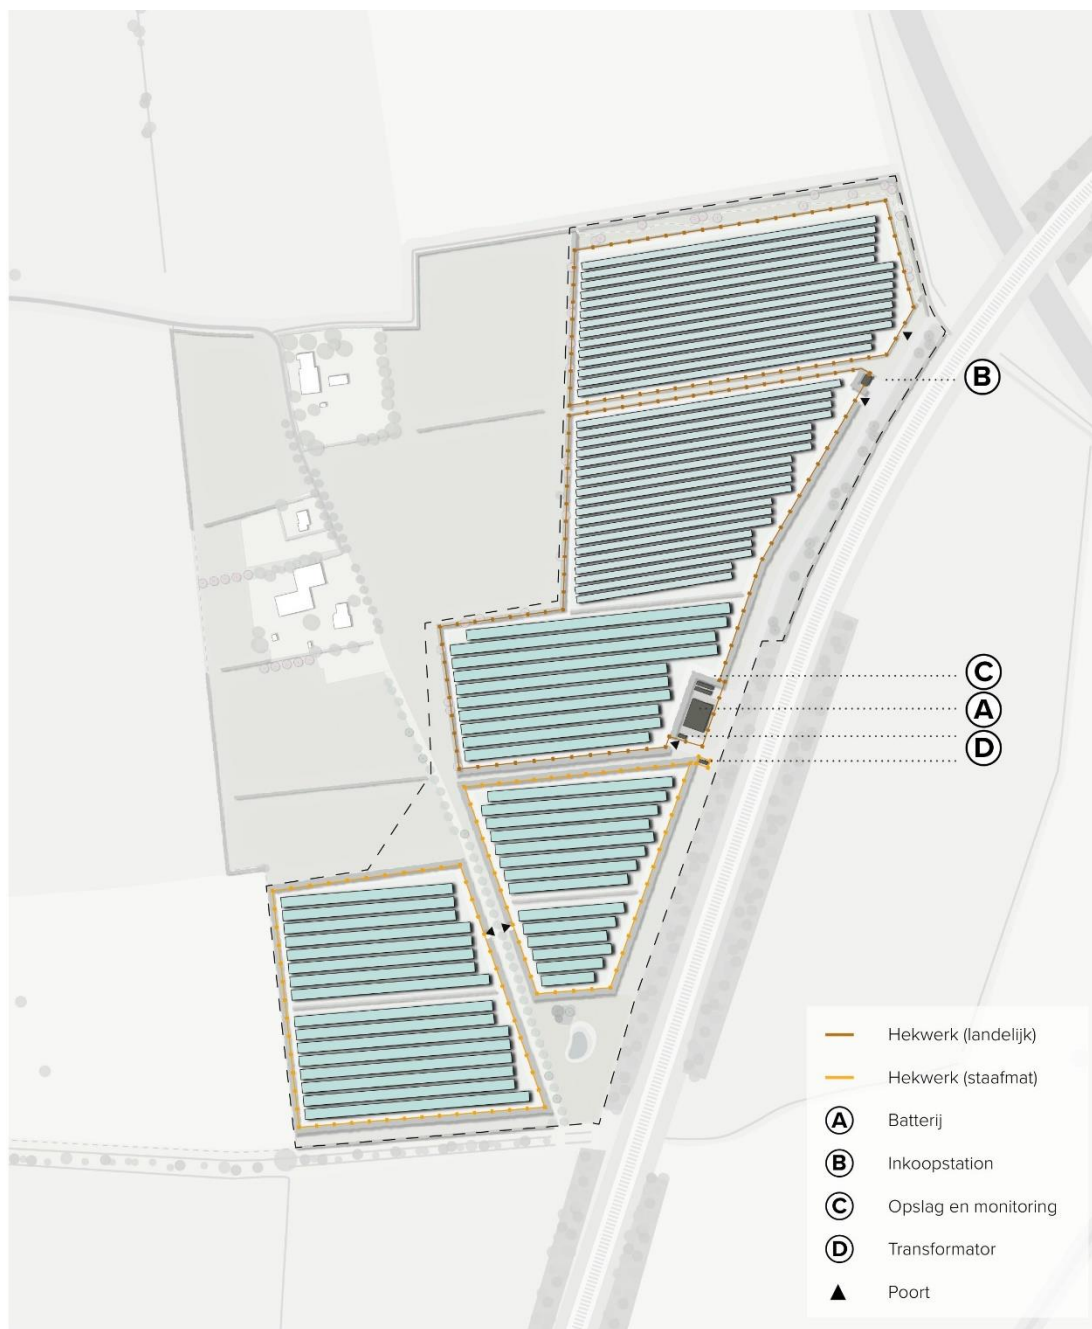 B
C
A
D
Hekwerk (landelijk)
Hekwerk (staafmat)
A Batterij
B Inkoopstation
C Opslag en monitoring
D Transformator
Poort